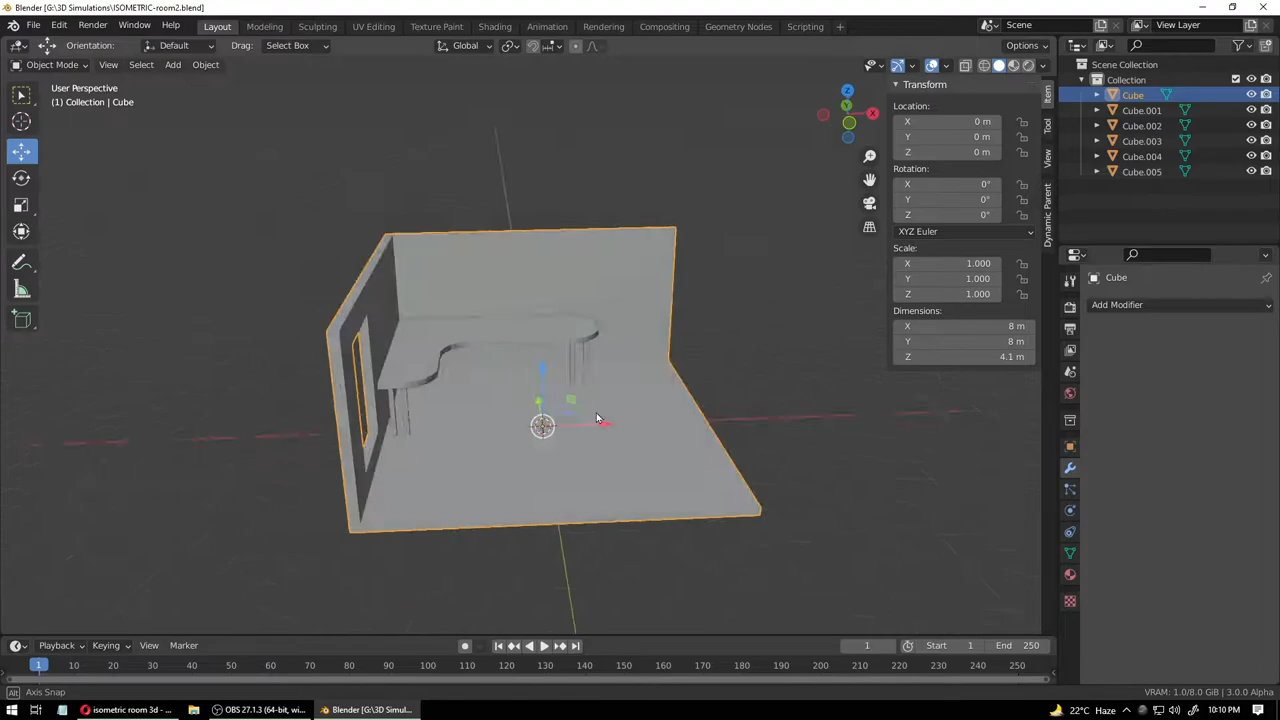 Blender [G:\3D Simulations\ISOMETRIC-room2.blend]
File Edit Render Window Help Layout Modeling Sculpting UV Editing Texture Paint Shading Animation Rendering Compositing Geometry Nodes Scripting Scene View Layer
Orientation: Default Drag: Select Box Global Options
Object Mode View Select Add Object
User Perspective
(1) Collection | Cube
Z
Y
X
Transform
Location:
X 0 m
Y 0 m
Z 0 m
Rotation:
X 0°
Y 0°
Z 0°
XYZ Euler
Scale:
X 1.000
Y 1.000
Z 1.000
Dimensions:
X 8 m
Y 8 m
Z 4.1 m
Item
Tool
View
Dynamic Parent
Scene Collection
Collection
Cube
Cube.001
Cube.002
Cube.003
Cube.004
Cube.005
Cube
Add Modifier
Playback Keying View Marker 1 Start 1 End 250
1 10 20 30 40 50 60 70 80 90 100 110 120 130 140 150 160 170 180 190 200 210 220 230 240 250
Alt Axis Snap VRAM: 1.0/8.0 GiB | 3.0.0 Alpha
isometric room 3d - ... OBS 27.1.3 (64-bit, wi... Blender [G:\3D Simul... 22°C Haze 10:10 PM